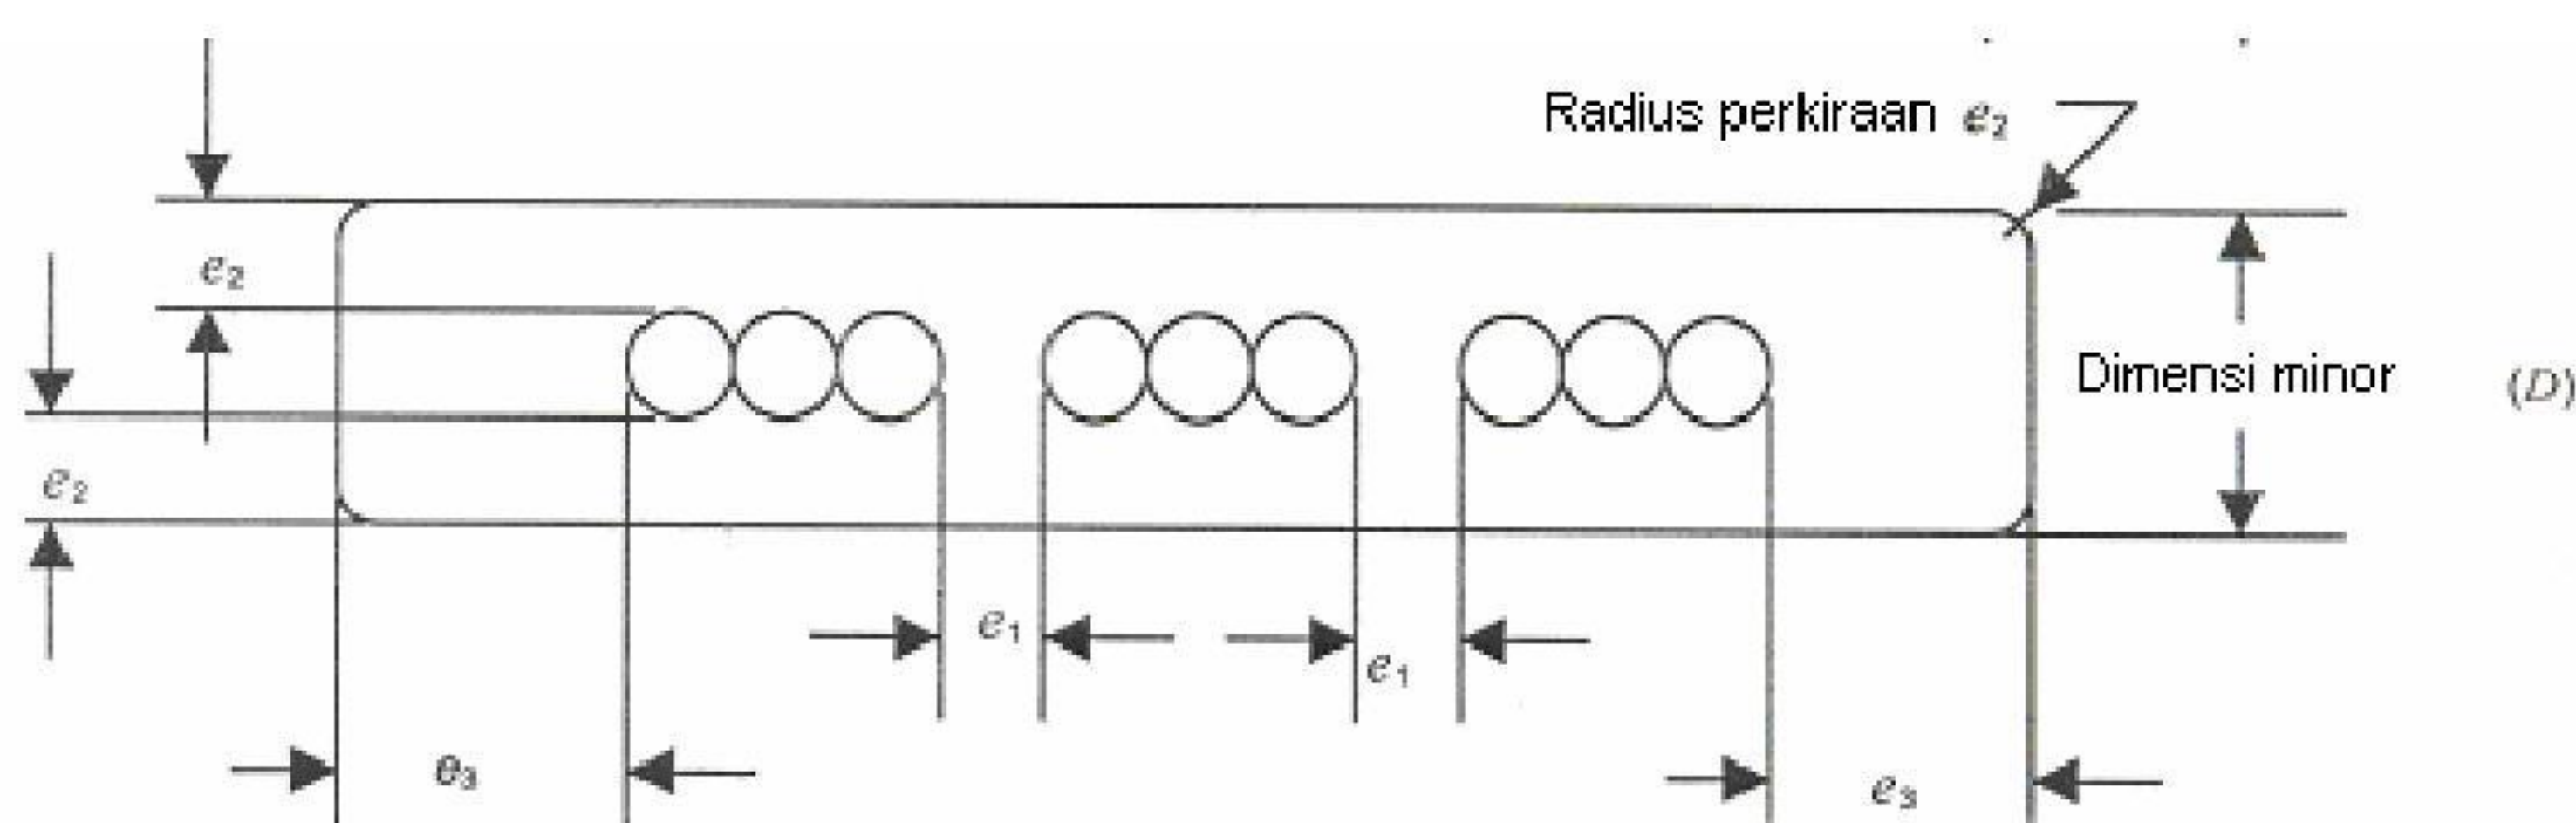 Radius perkiraan e₂
e₂
Dimensi minor (D)
e₂
e₁
e₁
e₃
e₃